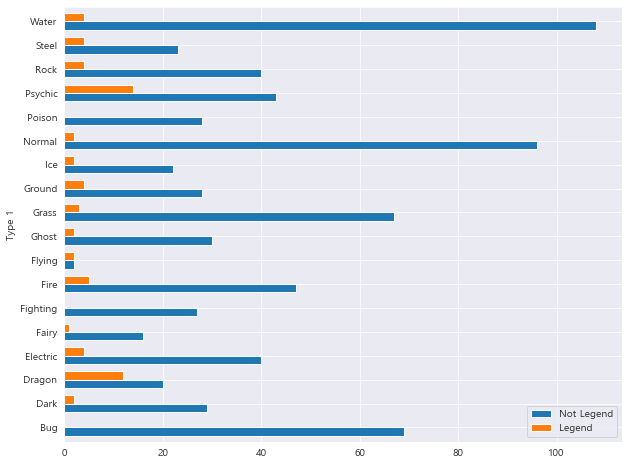 Water
Steel
Rock
Psychic
Poison
Normal
Ice
Ground
Grass
Ghost
Flying
Fire
Fighting
Fairy
Electric
Dragon
Dark
Bug
Type 1
0 20 40 60 80 100
Not Legend
Legend